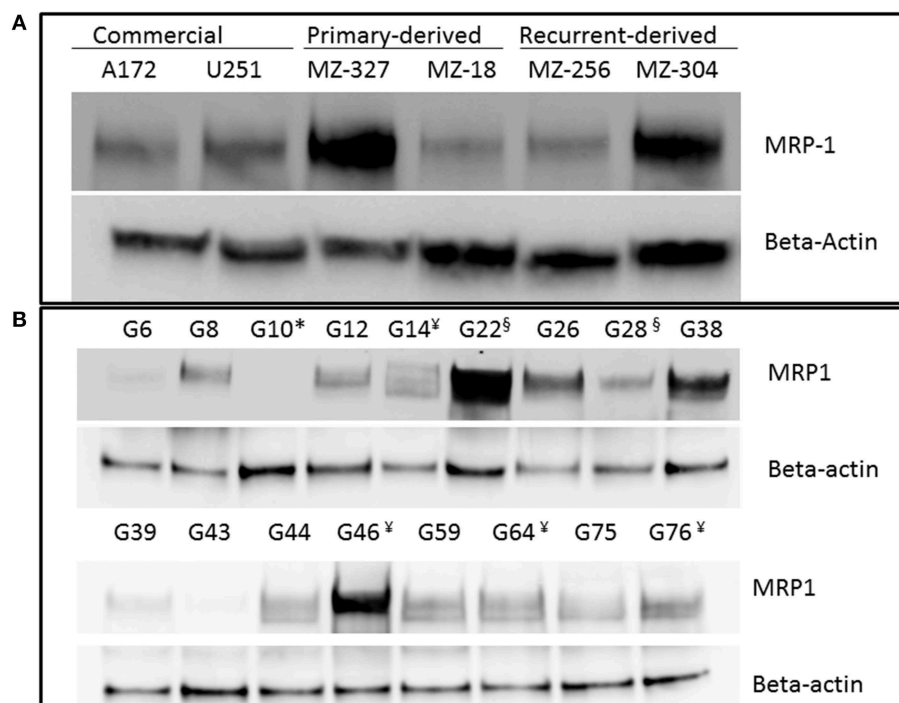 A
Commercial Primary-derived Recurrent-derived
A172 U251 MZ-327 MZ-18 MZ-256 MZ-304
MRP-1
Beta-Actin
B
G6 G8 G10* G12 G14¥ G22§ G26 G28§ G38
MRP1
Beta-actin
G39 G43 G44 G46¥ G59 G64¥ G75 G76¥
MRP1
Beta-actin